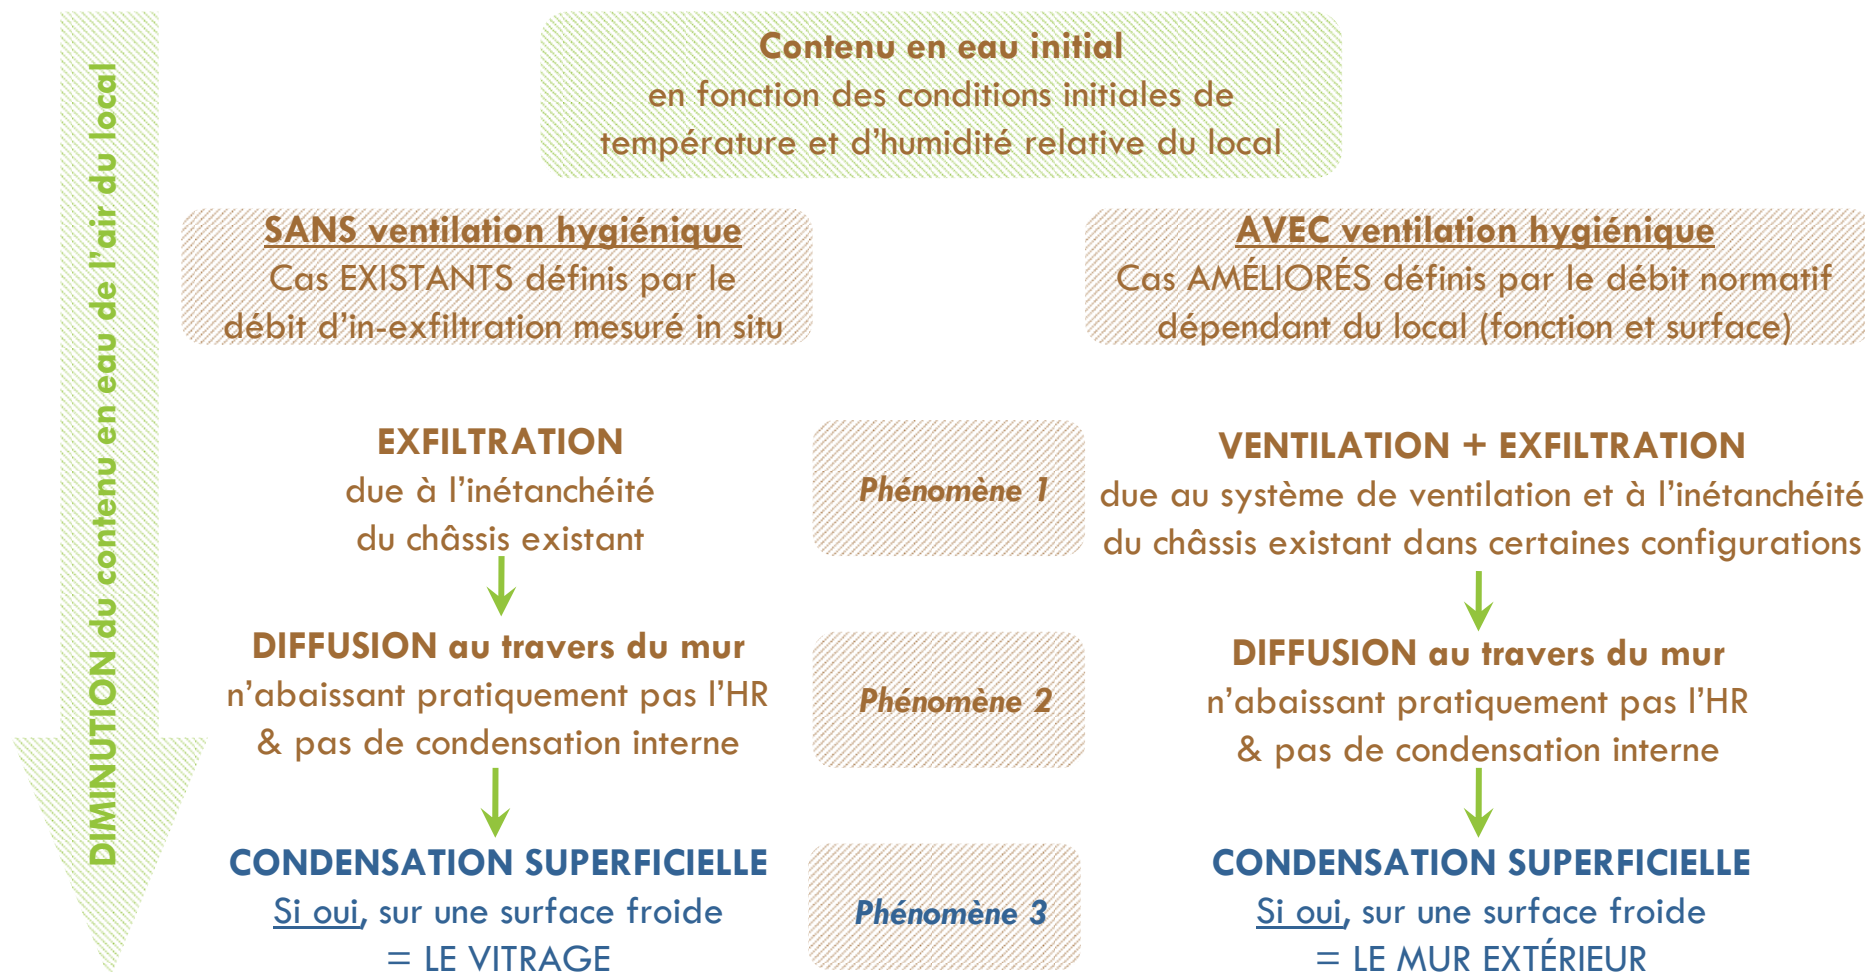 DIMINUTION du contenu en eau de l'air du local
Contenu en eau initial
en fonction des conditions initiales de
température et d'humidité relative du local
SANS ventilation hygiénique
Cas EXISTANTS définis par le
débit d'in-exfiltration mesuré in situ
AVEC ventilation hygiénique
Cas AMÉLIORÉS définis par le débit normatif
dépendant du local (fonction et surface)
EXFILTRATION
due à l'inétanchéité
du châssis existant
Phénomène 1
VENTILATION + EXFILTRATION
due au système de ventilation et à l'inétanchéité
du châssis existant dans certaines configurations
DIFFUSION au travers du mur
n'abaissant pratiquement pas l'HR
& pas de condensation interne
Phénomène 2
DIFFUSION au travers du mur
n'abaissant pratiquement pas l'HR
& pas de condensation interne
CONDENSATION SUPERFICIELLE
Si oui, sur une surface froide
= LE VITRAGE
Phénomène 3
CONDENSATION SUPERFICIELLE
Si oui, sur une surface froide
= LE MUR EXTÉRIEUR